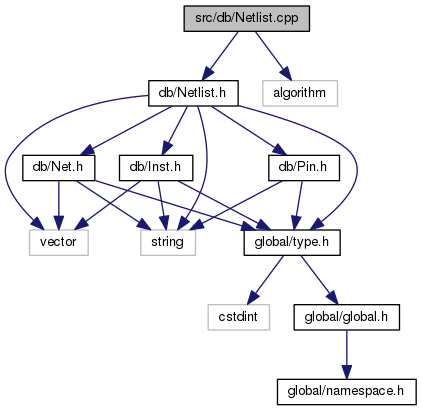 src/db/Netlist.cpp
db/Netlist.h
algorithm
db/Net.h
db/Inst.h
db/Pin.h
vector
string
global/type.h
cstdint
global/global.h
global/namespace.h